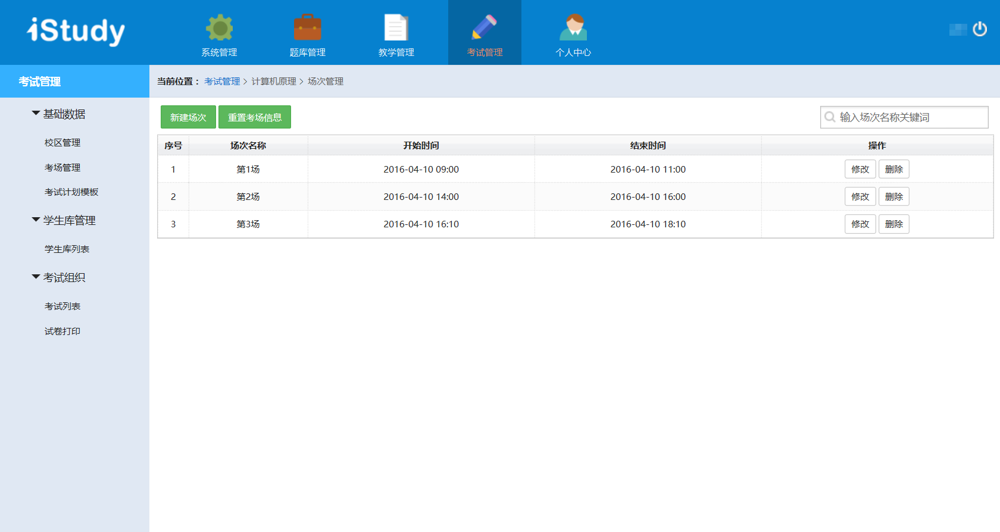 iStudy
系统管理 题库管理 教学管理 考试管理 个人中心
考试管理
当前位置： 考试管理 > 计算机原理 > 场次管理
基础数据
校区管理
考场管理
考试计划模板
学生库管理
学生库列表
考试组织
考试列表
试卷打印
新建场次 重置考场信息 输入场次名称关键词
序号 场次名称 开始时间 结束时间 操作
1 第1场 2016-04-10 09:00 2016-04-10 11:00 修改 删除
2 第2场 2016-04-10 14:00 2016-04-10 16:00 修改 删除
3 第3场 2016-04-10 16:10 2016-04-10 18:10 修改 删除